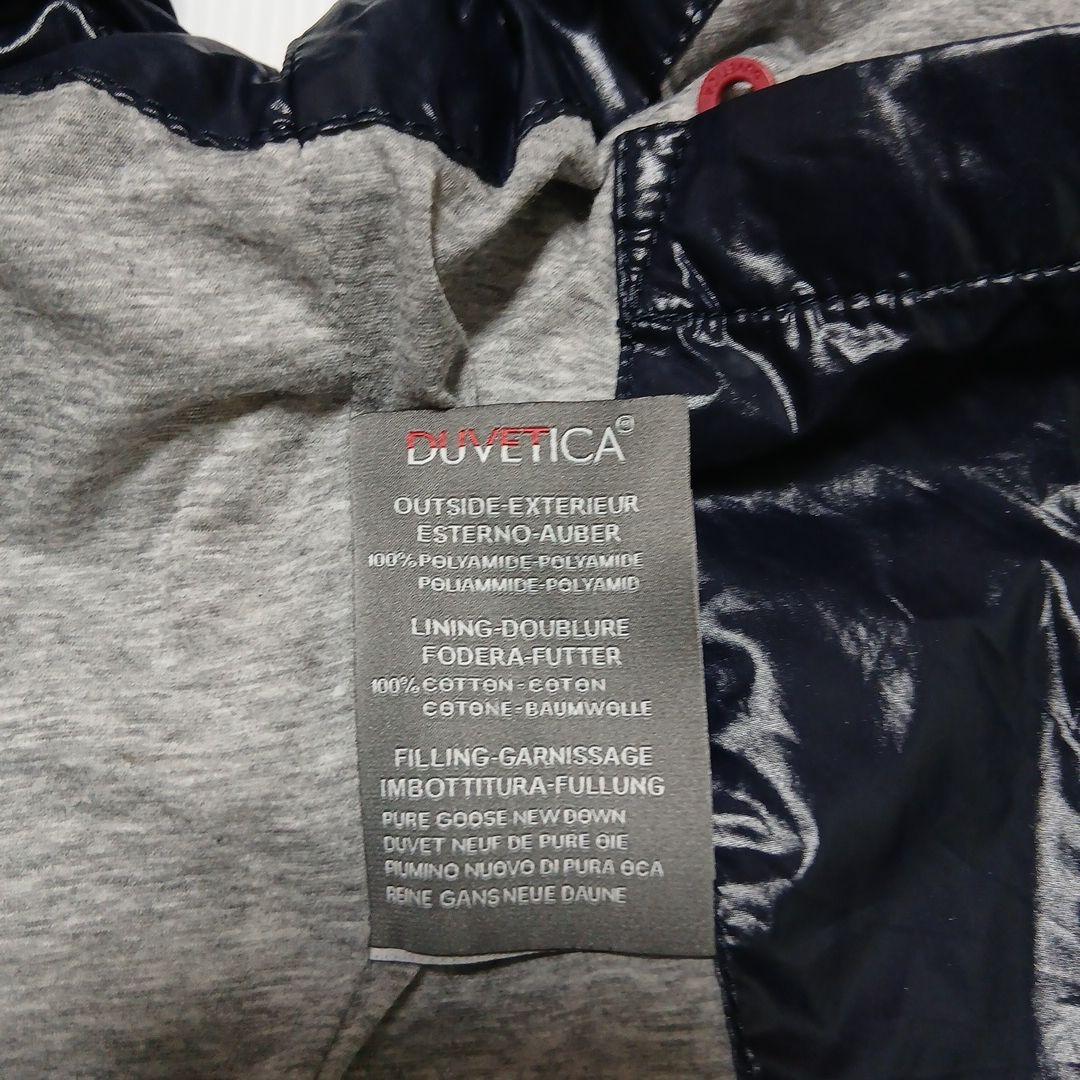 DUVETICA®
OUTSIDE-EXTERIEUR
ESTERNO-AUBER
100% POLYAMIDE-POLYAMIDE
POLIAMMIDE-POLYAMID
LINING-DOUBLURE
FODERA-FUTTER
100% COTTON-COTON
COTONE-BAUMWOLLE
FILLING-GARNISSAGE
IMBOTTITURA-FULLUNG
PURE GOOSE NEW DOWN
DUVET NEUF DE PURE OIE
PIUMINO NUOVO DI PURA OCA
REINE GANS NEUE DAUNE